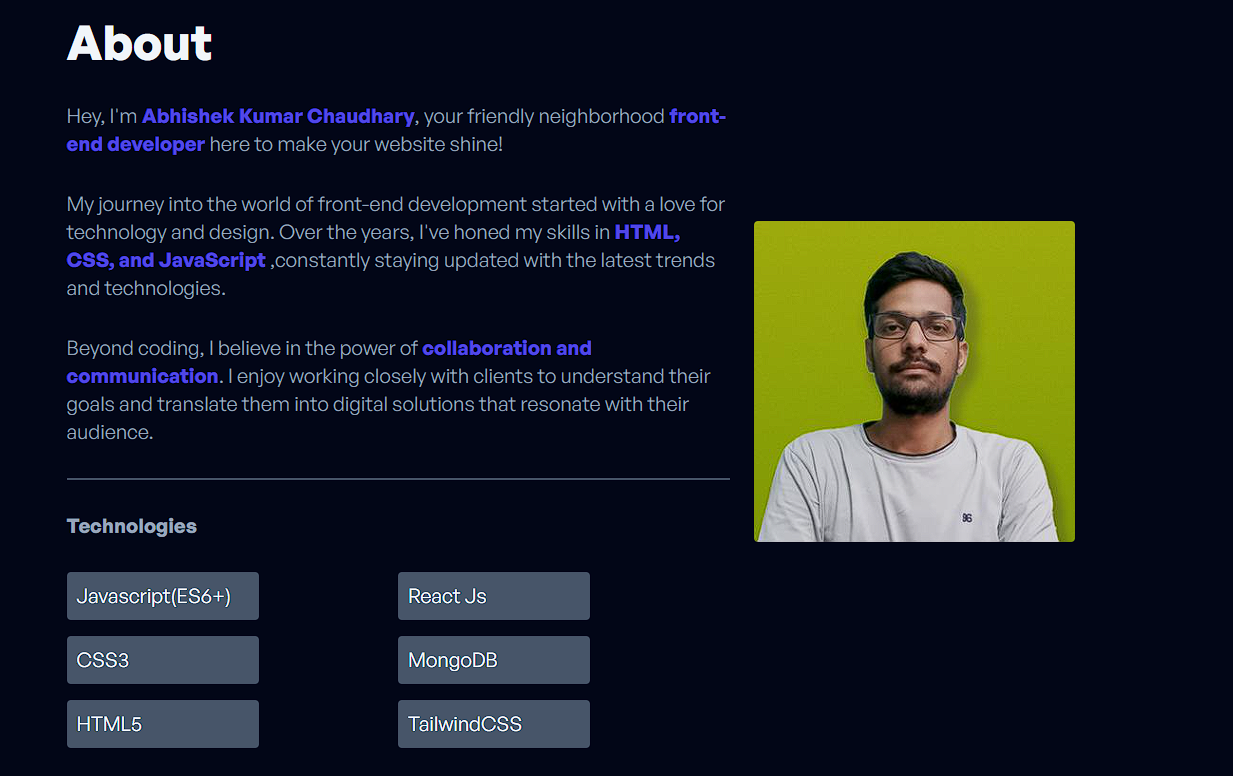 About
Hey, I'm Abhishek Kumar Chaudhary, your friendly neighborhood front-
end developer here to make your website shine!
My journey into the world of front-end development started with a love for
technology and design. Over the years, I've honed my skills in HTML,
CSS, and JavaScript ,constantly staying updated with the latest trends
and technologies.
Beyond coding, I believe in the power of collaboration and
communication. I enjoy working closely with clients to understand their
goals and translate them into digital solutions that resonate with their
audience.
96
Technologies
Javascript(ES6+)
React Js
CSS3
MongoDB
HTML5
TailwindCSS